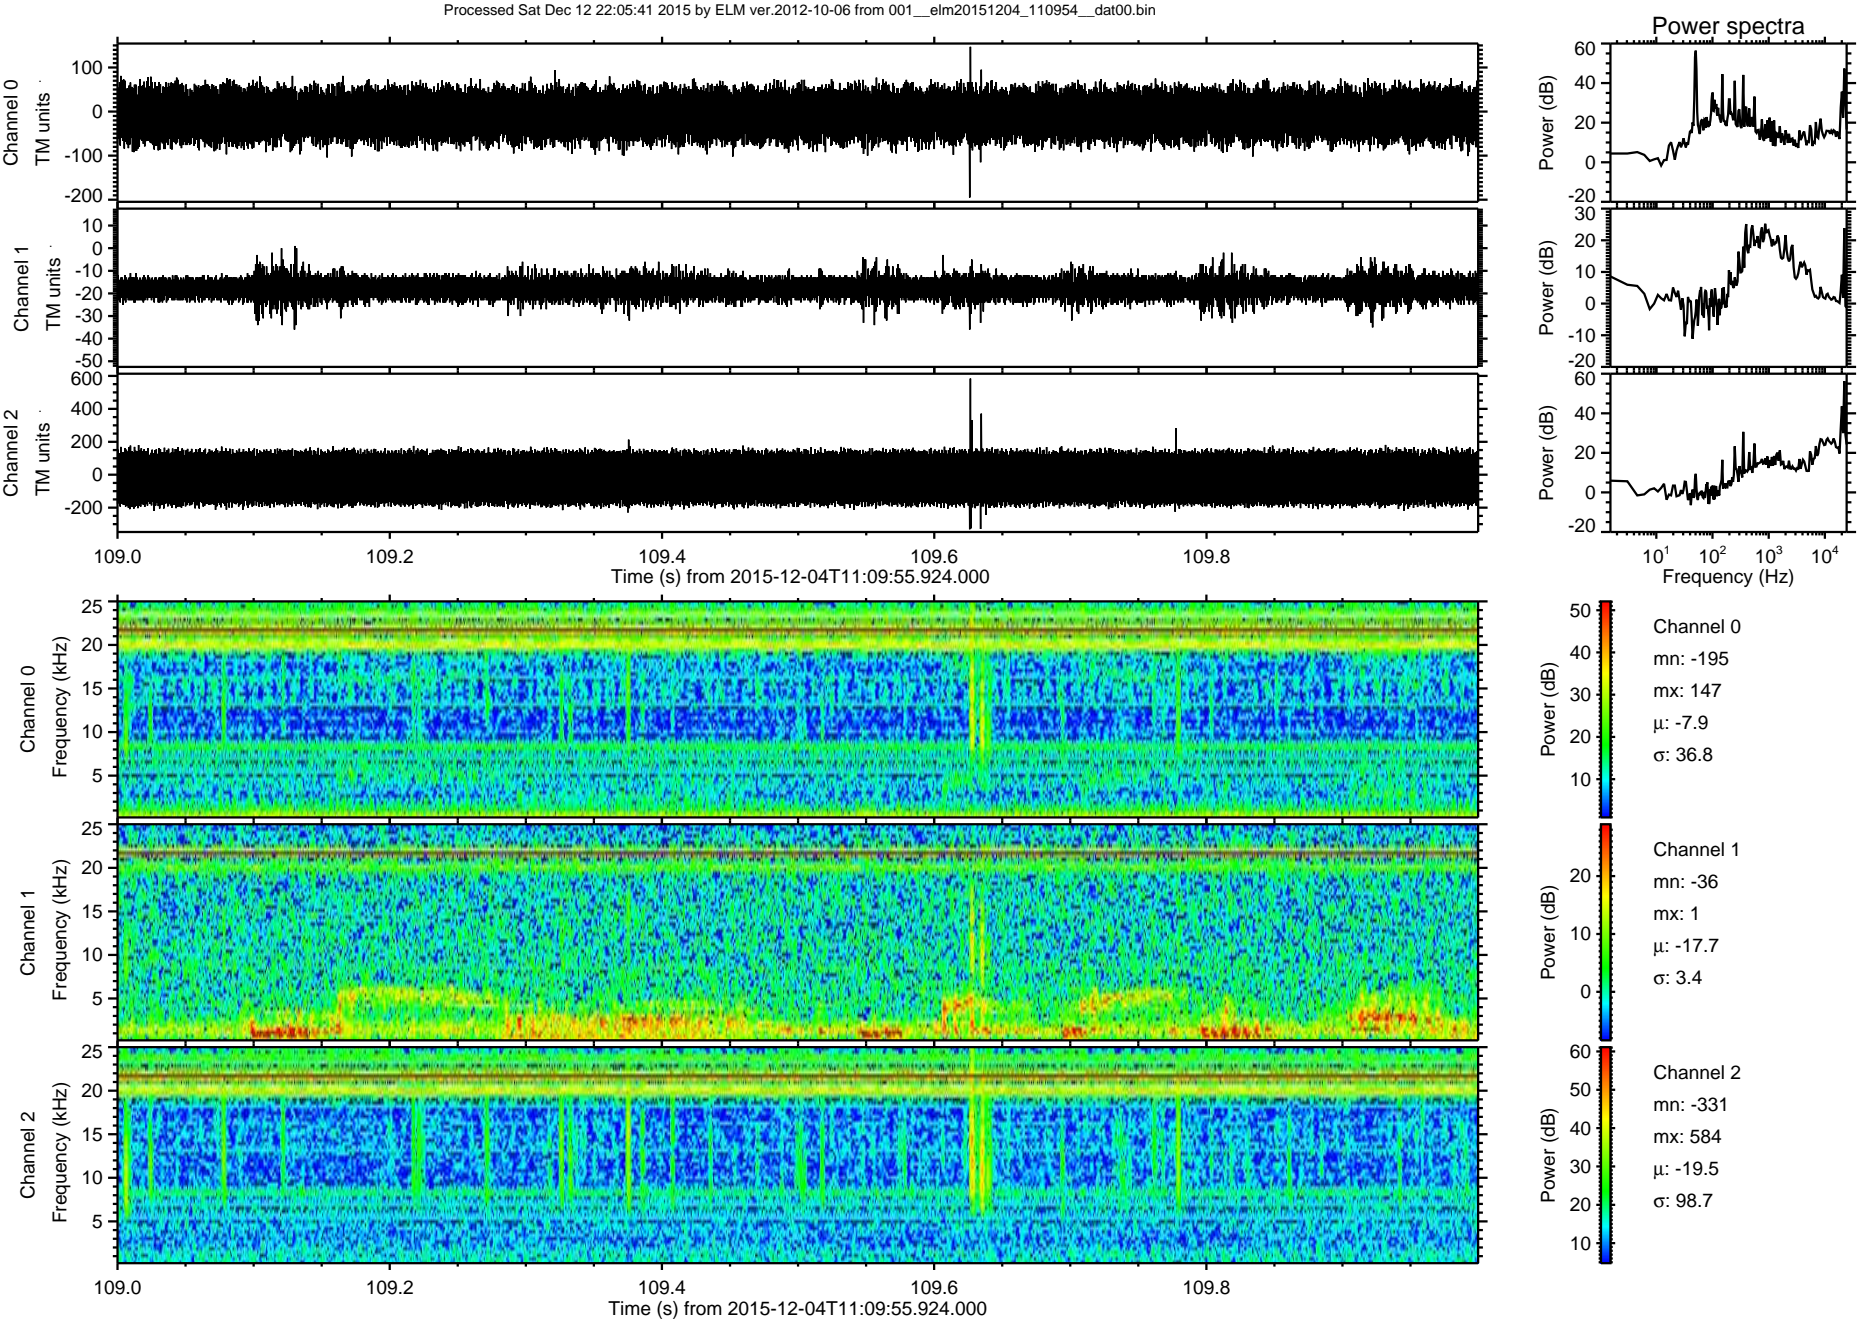 Processed Sat Dec 12 22:05:41 2015 by ELM ver.2012-10-06 from 001__elm20151204_110954__dat00.bin
Power spectra
Channel 0
TM units
100
0
-100
-200
Power (dB)
60
40
20
0
-20
Channel 1
TM units
10
0
-10
-20
-30
-40
-50
Power (dB)
30
20
10
0
-10
-20
Channel 2
TM units
600
400
200
0
-200
Power (dB)
60
40
20
0
-20
109.0 109.2 109.4 109.6 109.8
Time (s) from 2015-12-04T11:09:55.924.000
10^1 10^2 10^3 10^4
Frequency (Hz)
Channel 0
Frequency (kHz)
25
20
15
10
5
Power (dB)
50
40
30
20
10
Channel 0
mn: -195
mx: 147
μ: -7.9
σ: 36.8
Channel 1
Frequency (kHz)
25
20
15
10
5
Power (dB)
20
10
0
Channel 1
mn: -36
mx: 1
μ: -17.7
σ: 3.4
Channel 2
Frequency (kHz)
25
20
15
10
5
Power (dB)
60
50
40
30
20
10
Channel 2
mn: -331
mx: 584
μ: -19.5
σ: 98.7
109.0 109.2 109.4 109.6 109.8
Time (s) from 2015-12-04T11:09:55.924.000